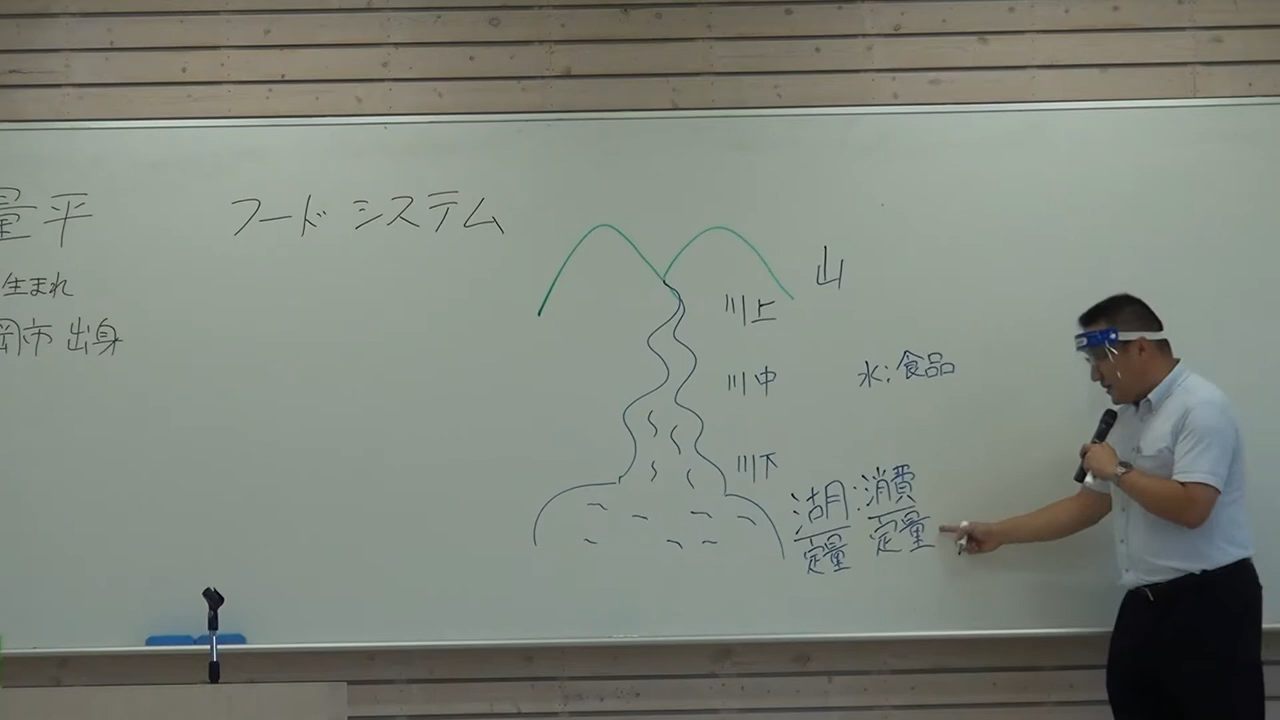 量平
生まれ
岡市 出身
フード システム
山
川上
川中
水:食品
川下
湖:消費
定量 定量